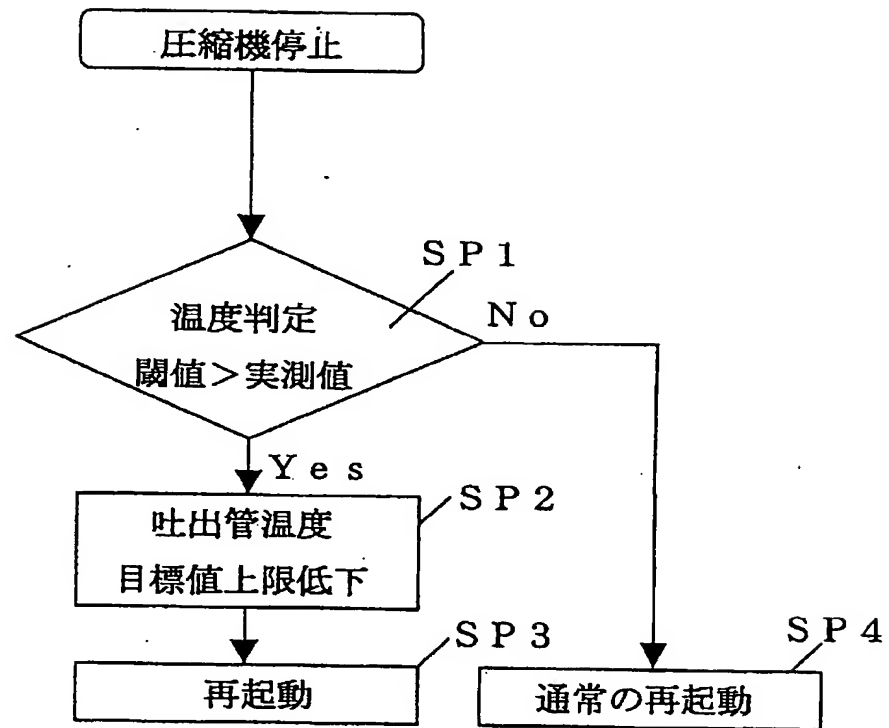 圧縮機停止
SP1
温度判定
No
閾値>実測値
Yes
SP2
吐出管温度
目標値上限低下
SP3
SP4
再起動
通常の再起動